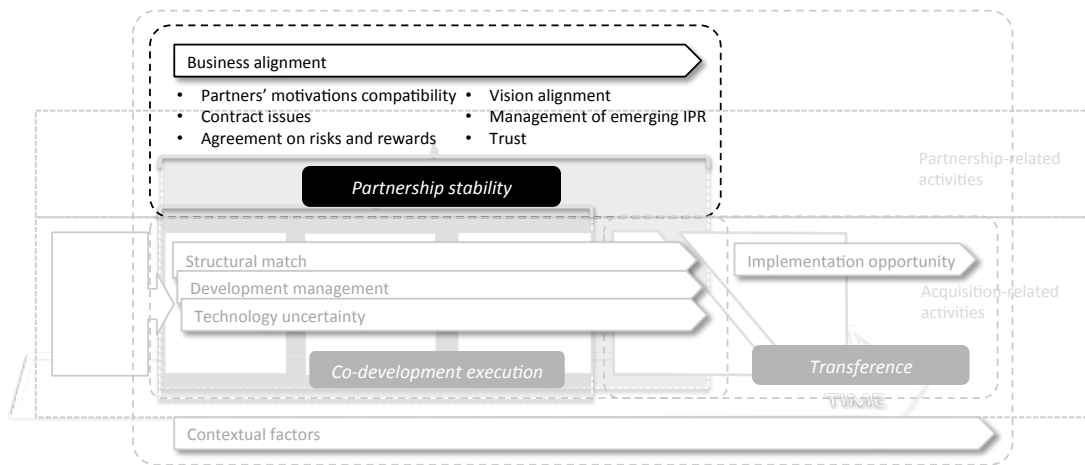 Business alignment
• Partners' motivations compatibility
• Contract issues
• Agreement on risks and rewards
• Vision alignment
• Management of emerging IPR
• Trust
Partnership-related
activities
Partnership stability
Structural match
Development management
Technology uncertainty
Implementation opportunity
Acquisition-related
activities
Co-development execution
Transference
TIME
Contextual factors